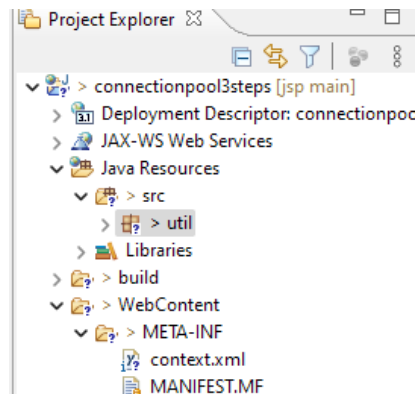 Project Explorer
> connectionpool3steps [jsp main]
Deployment Descriptor: connectionpoo
JAX-WS Web Services
Java Resources
> src
> util
Libraries
> build
> WebContent
> META-INF
context.xml
MANIFEST.MF